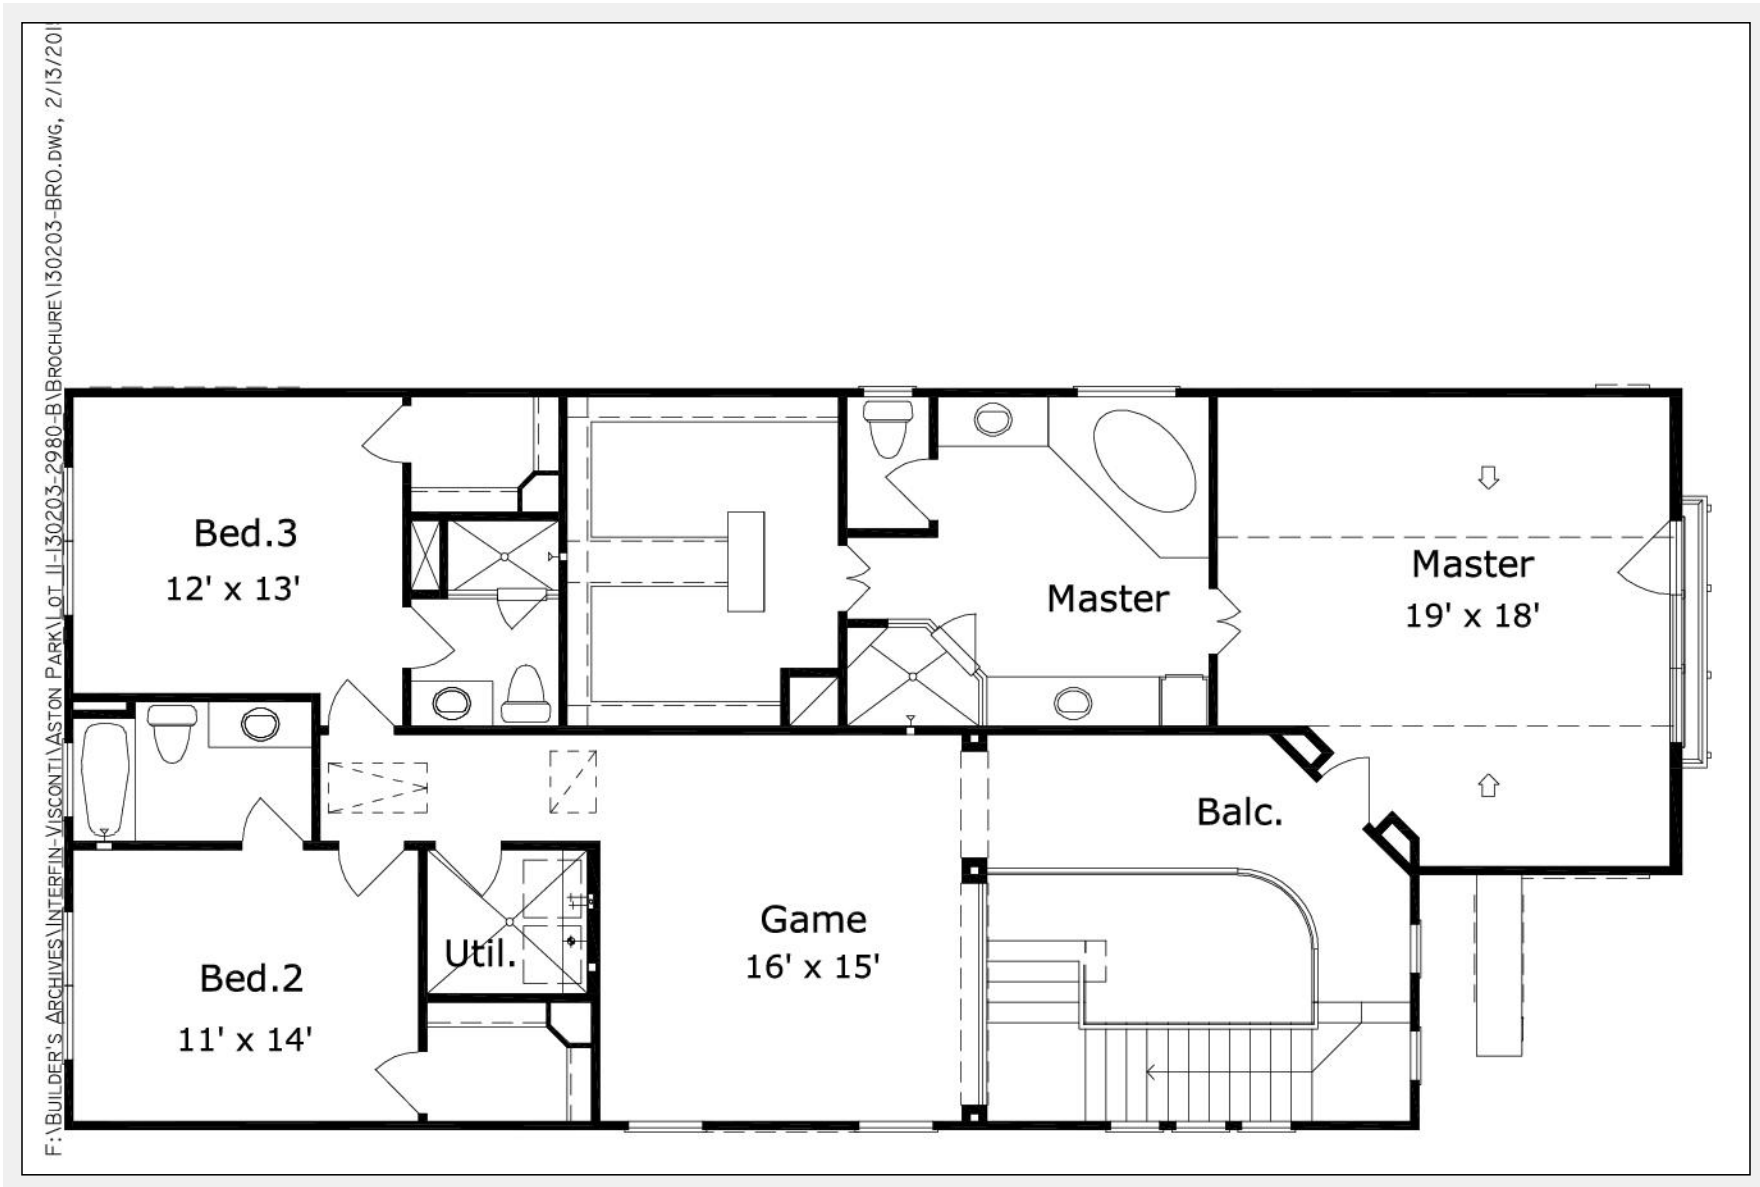 F:\BUILDER'S ARCHIVES\INTERFIN-VISCONTI\ASTON PARK\LOT 11-130203-2980-B\BROCHURE\130203-BRO.DWG, 2/13/201
Bed.3
12' x 13'
Master
Master
19' x 18'
Balc.
Game
16' x 15'
Util.
Bed.2
11' x 14'